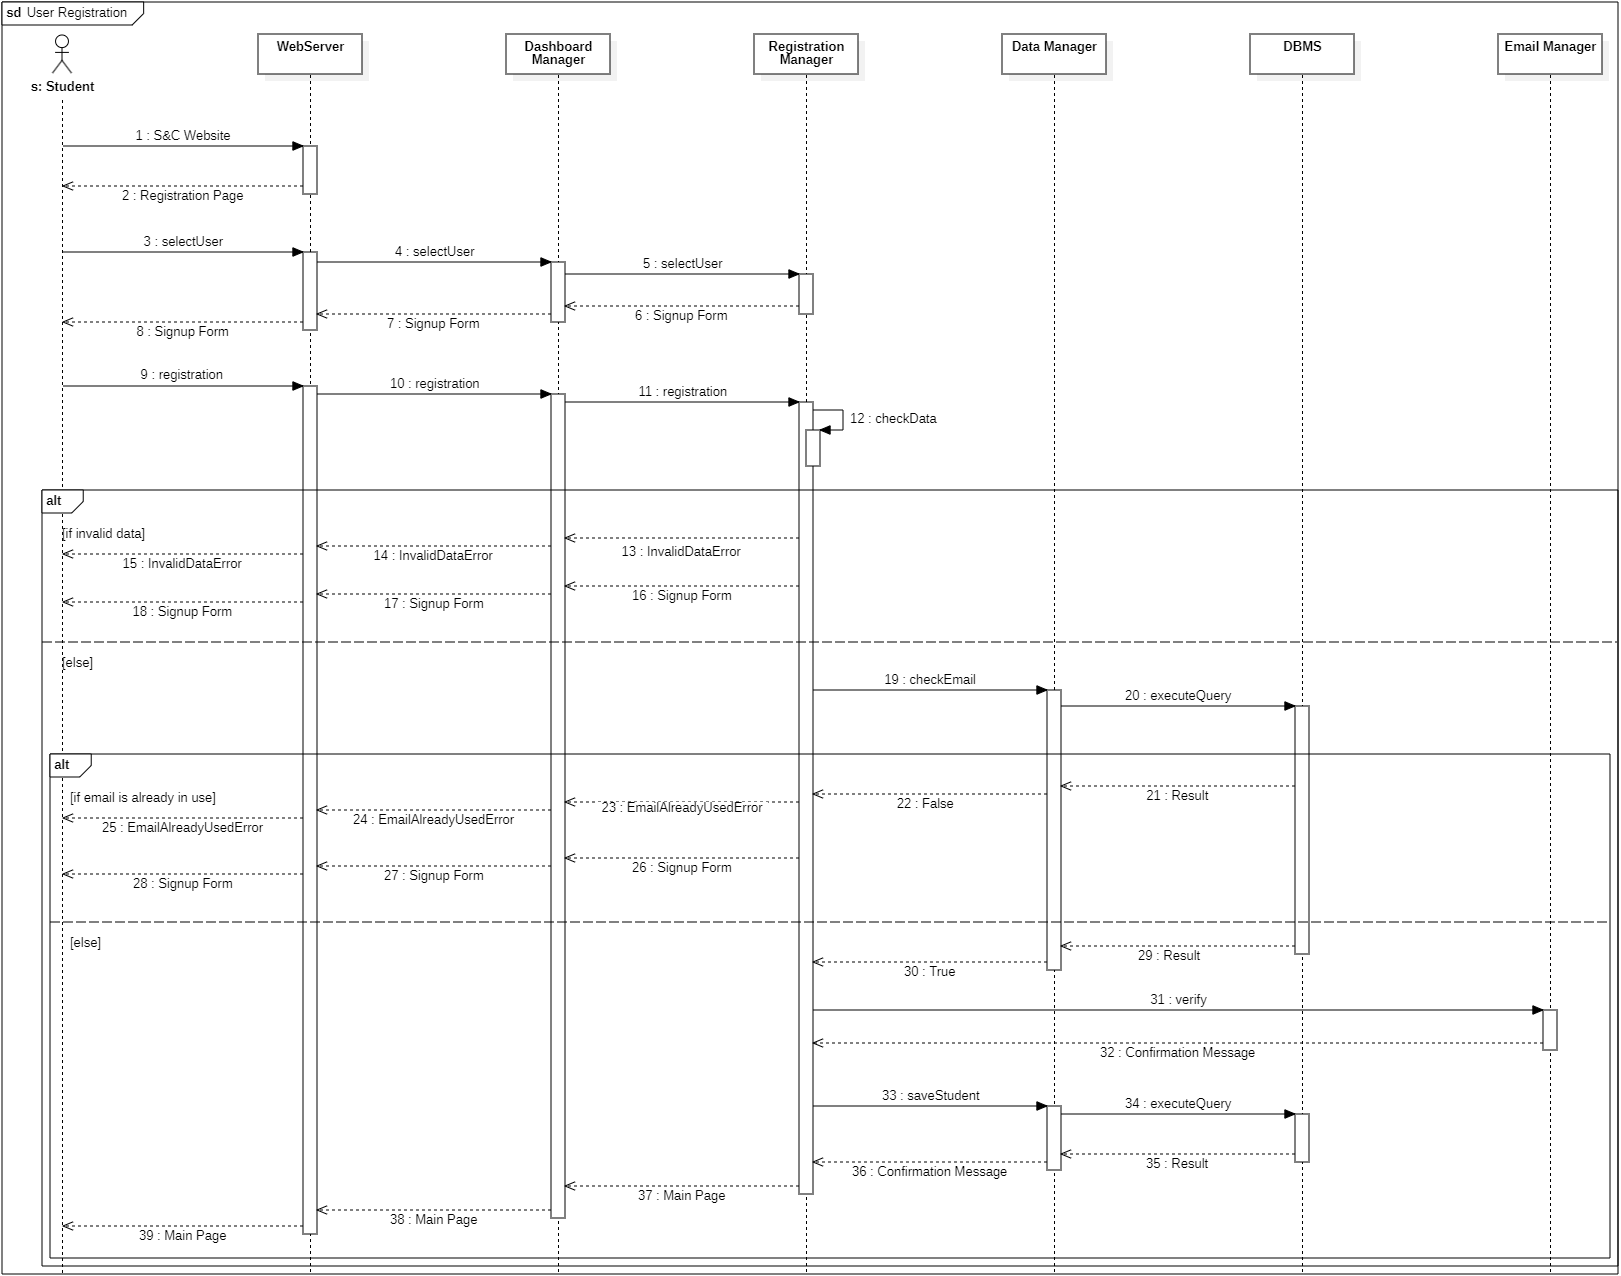 sd User Registration
s: Student
WebServer
Dashboard
Manager
Registration
Manager
Data Manager
DBMS
Email Manager
1 : S&C Website
2 : Registration Page
3 : selectUser
4 : selectUser
5 : selectUser
6 : Signup Form
7 : Signup Form
8 : Signup Form
9 : registration
10 : registration
11 : registration
12 : checkData
alt
[if invalid data]
13 : InvalidDataError
14 : InvalidDataError
15 : InvalidDataError
16 : Signup Form
17 : Signup Form
18 : Signup Form
[else]
19 : checkEmail
20 : executeQuery
alt
[if email is already in use]
21 : Result
22 : False
23 : EmailAlreadyUsedError
24 : EmailAlreadyUsedError
25 : EmailAlreadyUsedError
26 : Signup Form
27 : Signup Form
28 : Signup Form
[else]
29 : Result
30 : True
31 : verify
32 : Confirmation Message
33 : saveStudent
34 : executeQuery
35 : Result
36 : Confirmation Message
37 : Main Page
38 : Main Page
39 : Main Page